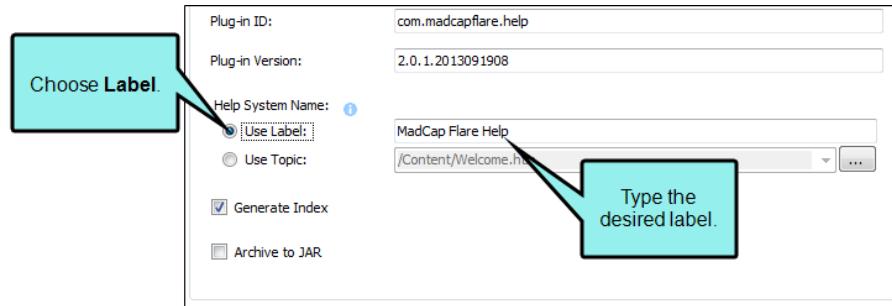 Plug-in ID:
com.madcapflare.help
Plug-in Version:
2.0.1.2013091908
Choose Label.
Help System Name:
Use Label:
MadCap Flare Help
Use Topic:
/Content/Welcome.h
...
Type the
desired label.
Generate Index
Archive to JAR